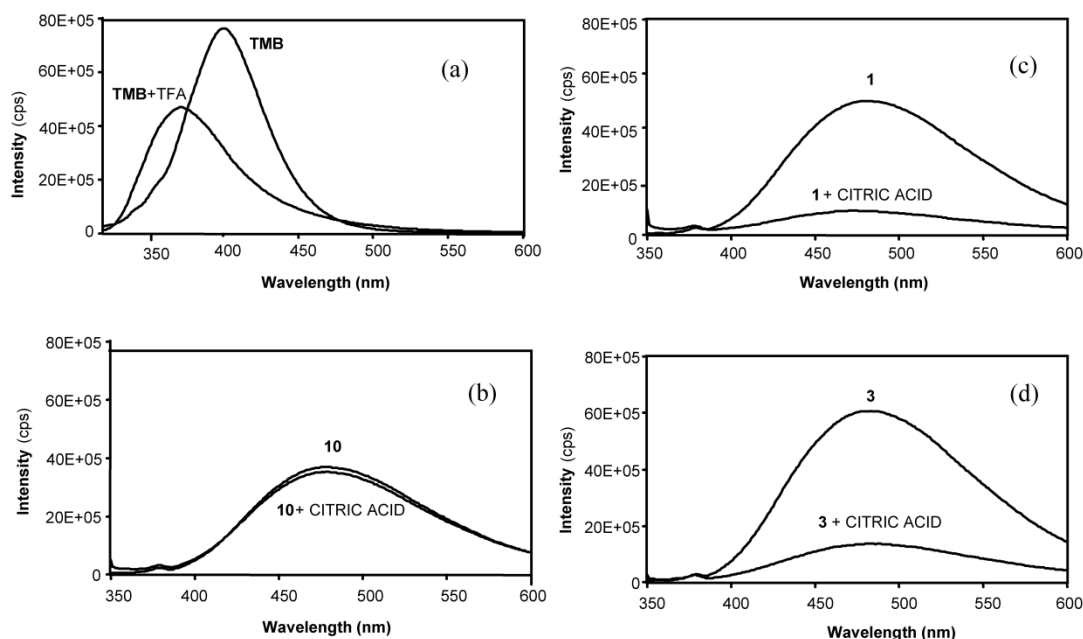 80E+05
60E+05
40E+05
20E+05
0
Intensity (cps)
TMB
TMB+TFA
(a)
350
400
450
500
550
600
Wavelength (nm)
80E+05
60E+05
40E+05
20E+05
0
Intensity (cps)
(c)
1
1 + CITRIC ACID
350
400
450
500
550
600
Wavelength (nm)
80E+05
60E+05
40E+05
20E+05
0
Intensity (cps)
(b)
10
10+ CITRIC ACID
350
400
450
500
550
600
Wavelength (nm)
80E+05
60E+05
40E+05
20E+05
0
Intensity (cps)
(d)
3
3 + CITRIC ACID
350
400
450
500
550
600
Wavelength (nm)